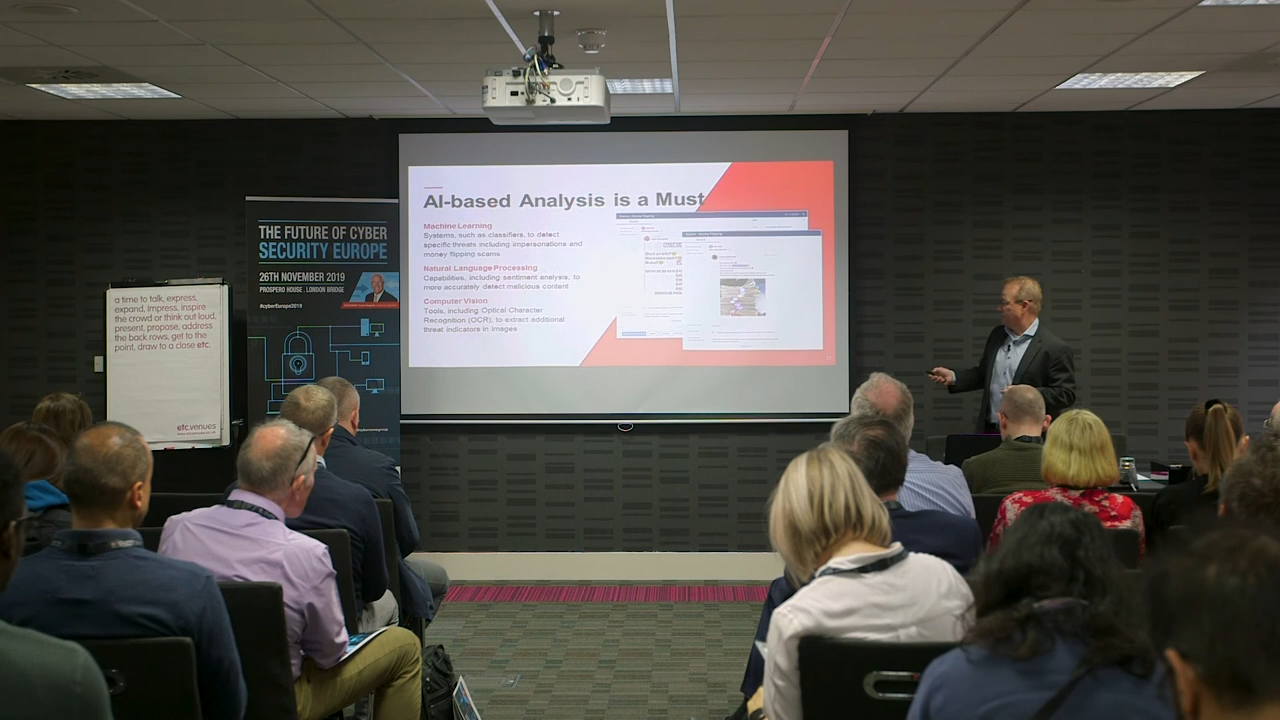 a time to talk, express,
expand, impress, inspire
the crowd or think out loud,
present, propose, address
the back rows, get to the
point, draw to a close etc.
etc.venues
THE FUTURE OF CYBER
SECURITY EUROPE
26TH NOVEMBER 2019
PROSPERO HOUSE . LONDON BRIDGE
#cyberEurope2019
AI-based Analysis is a Must
Machine Learning
Systems, such as classifiers, to detect
specific threats including impersonations and
money flipping scams
Natural Language Processing
Capabilities, including sentiment analysis, to
more accurately detect malicious content
Computer Vision
Tools, including Optical Character
Recognition (OCR), to extract additional
threat indicators in images